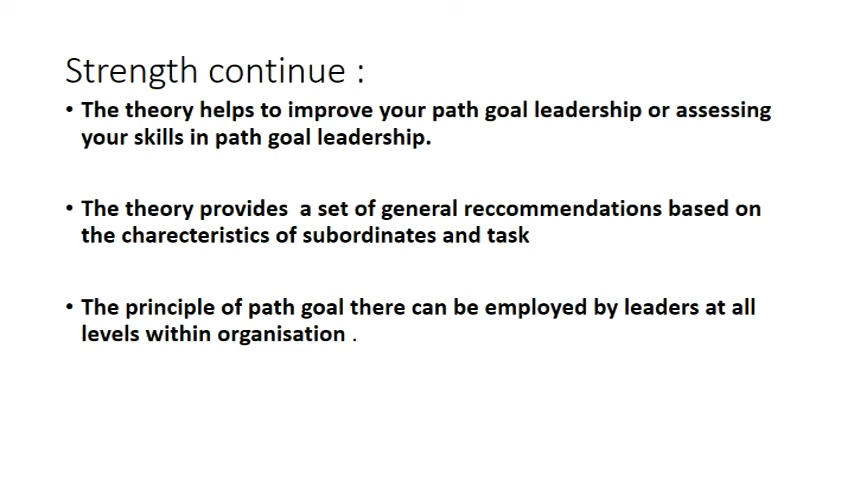 Strength continue :
• The theory helps to improve your path goal leadership or assessing
your skills in path goal leadership.
• The theory provides  a set of general reccommendations based on
the charecteristics of subordinates and task
• The principle of path goal there can be employed by leaders at all
levels within organisation .